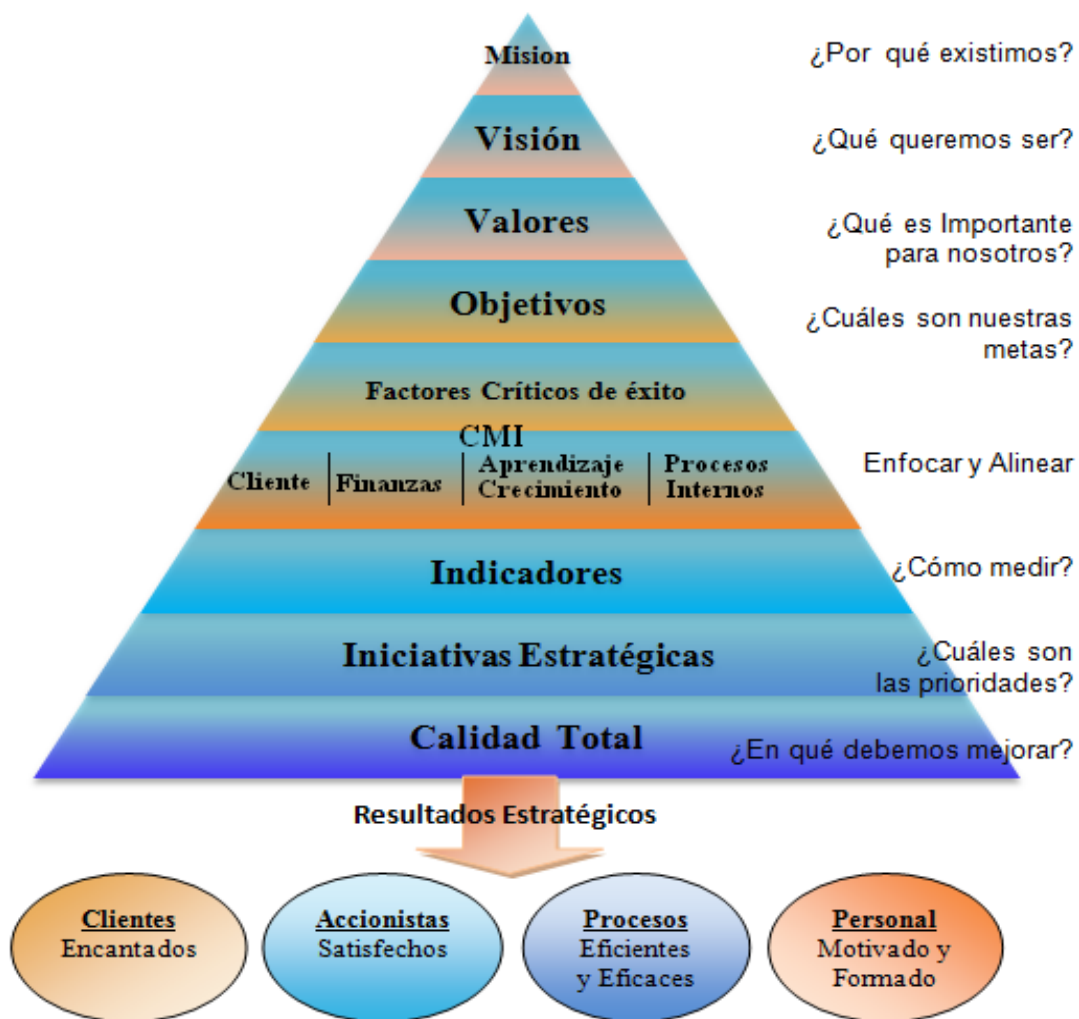 Mision
¿Por qué existimos?
Visión
¿Qué queremos ser?
Valores
¿Qué es Importante
para nosotros?
Objetivos
¿Cuáles son nuestras
metas?
Factores Críticos de éxito
CMI
Cliente
Finanzas
Aprendizaje
Crecimiento
Procesos
Internos
Enfocar y Alinear
Indicadores
¿Cómo medir?
Iniciativas Estratégicas
¿Cuáles son
las prioridades?
Calidad Total
¿En qué debemos mejorar?
Resultados Estratégicos
Clientes
Encantados
Accionistas
Satisfechos
Procesos
Eficientes
y Eficaces
Personal
Motivado y
Formado